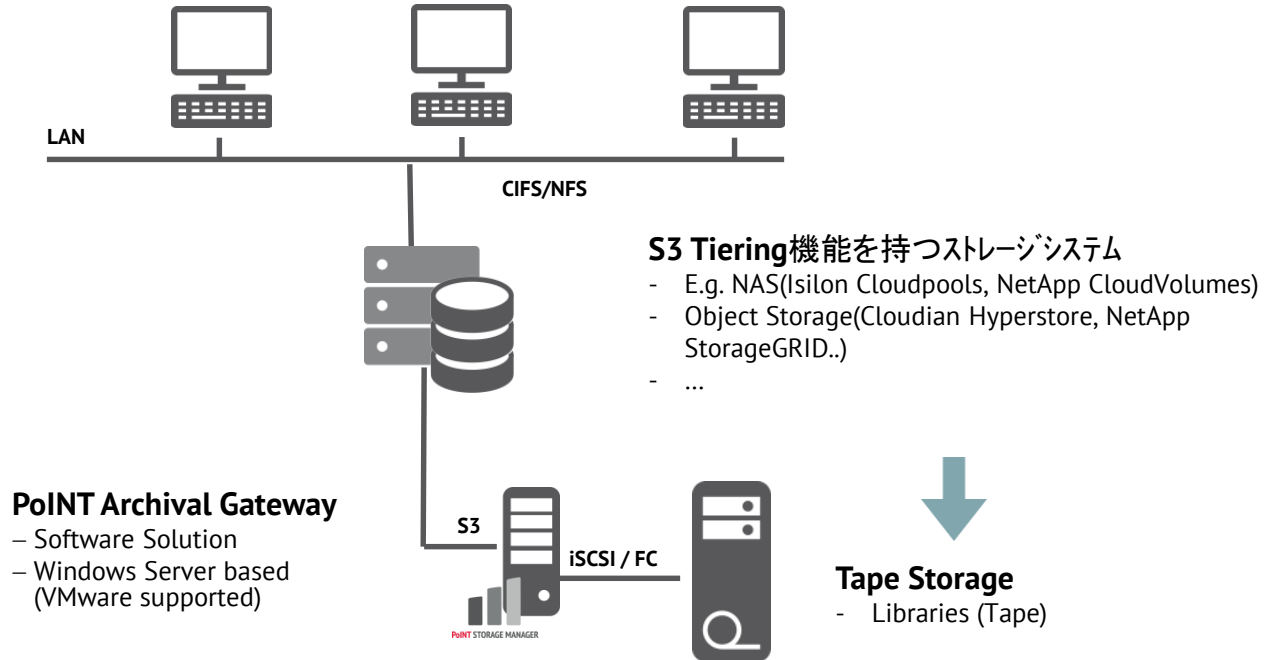 LAN
CIFS/NFS
S3 Tiering機能を持つストレージシステム
- E.g. NAS(Isilon Cloudpools, NetApp CloudVolumes)
- Object Storage(Cloudian Hyperstore, NetApp
StorageGRID..)
- ...
PoINT Archival Gateway
– Software Solution
– Windows Server based
(VMware supported)
S3
iSCSI / FC
PoINT STORAGE MANAGER
Tape Storage
- Libraries (Tape)